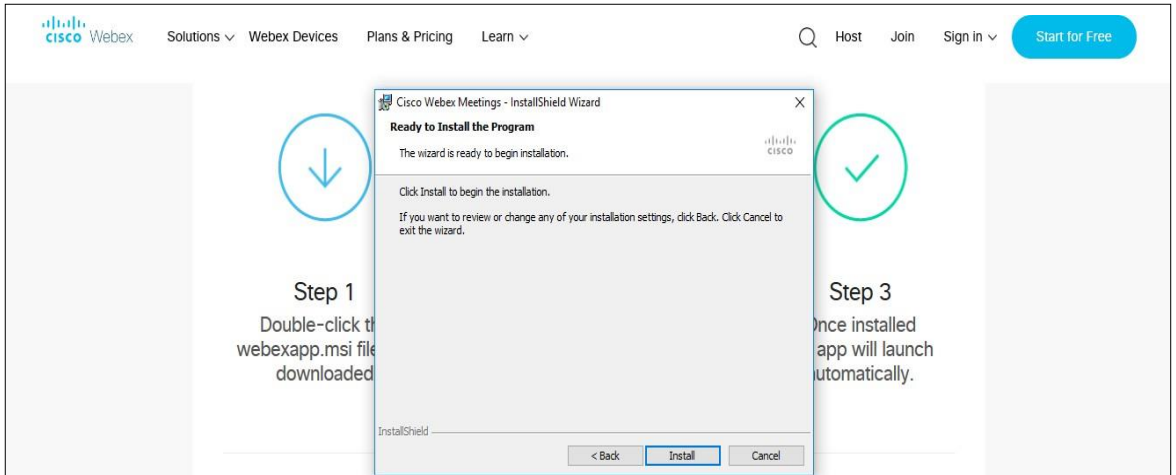 CISCO Webex Solutions Webex Devices Plans & Pricing Learn Host Join Sign in Start for Free
Cisco Webex Meetings - InstallShield Wizard X
Ready to Install the Program
The wizard is ready to begin installation.
CISCO
Click Install to begin the installation.
If you want to review or change any of your installation settings, click Back. Click Cancel to
exit the wizard.
Step 1
Double-click
webexapp.msi
downloaded
Step 3
installed
app will launch
InstallShield
< Back Install Cancel